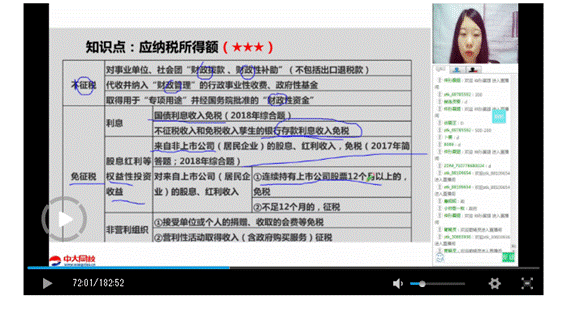 知识点：应纳税所得额（★★★）
不征税
对事业单位、社会团“财政拨款、财政性补助”（不包括出口退税款）
代收并纳入“财政管理”的行政事业性收费、政府性基金
取得用于“专项用途”并经国务院批准的“财政性资金”
免征税
利息
国债利息收入免税（2018年综合题）
不征税收入和免税收入孳生的银行存款利息收入免税
股息红利等权益性投资收益
来自非上市公司（居民企业）的股息、红利收入，免税（2017年简答题；2018年综合题）
对来自上市公司（居民企业）的股息、红利收入
①连续持有上市公司股票12个月以上的，免税
②不足12个月的，征税
非营利组织
①接受单位或个人的捐赠、收取的会费等免税
②营利性活动取得收入（含政府购买服务）征税
中大网校
72:01/182:52